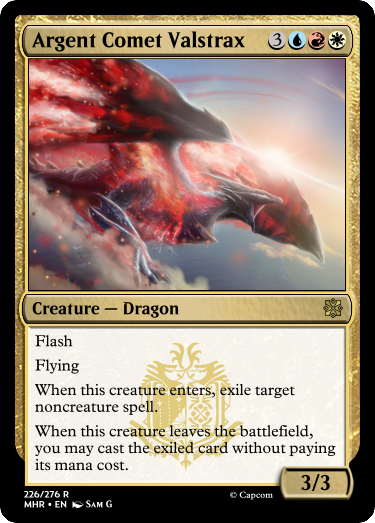 Argent Comet Valstrax 3
Creature — Dragon
Flash
Flying
When this creature enters, exile target
noncreature spell.
When this creature leaves the battlefield,
you may cast the exiled card without paying
its mana cost.
3/3
226/276 R
MHR • EN Sam G
© Capcom